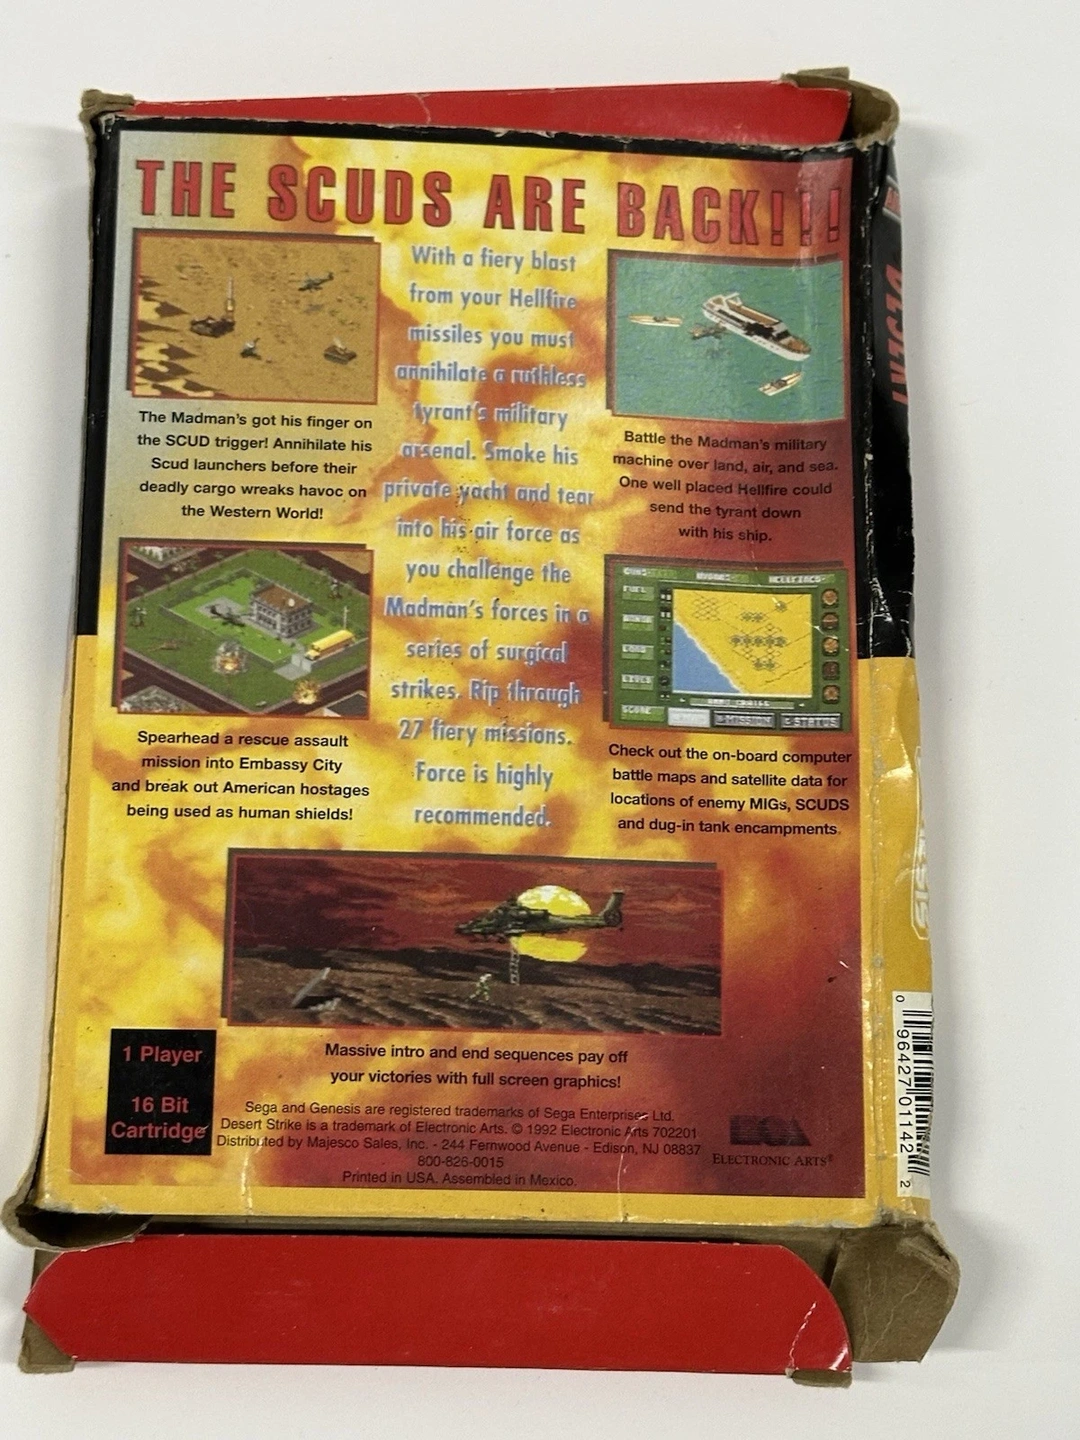 THE SCUDS ARE BACK!!!
With a fiery blast
from your Hellfire
missiles you must
annihilate a ruthless
tyrant's military
arsenal. Smoke his
private yacht and tear
into his air force as
you challenge the
Madman's forces in a
series of surgical
strikes. Rip through
27 fiery missions.
Force is highly
recommended.
The Madman's got his finger on
the SCUD trigger! Annihilate his
Scud launchers before their
deadly cargo wreaks havoc on
the Western World!
Battle the Madman's military
machine over land, air, and sea.
One well placed Hellfire could
send the tyrant down
with his ship.
Spearhead a rescue assault
mission into Embassy City
and break out American hostages
being used as human shields!
FUEL
LOAD
LIVES
SCORE
MISSION
STATUS
Check out the on-board computer
battle maps and satellite data for
locations of enemy MIGs, SCUDS
and dug-in tank encampments.
Massive intro and end sequences pay off
your victories with full screen graphics!
1 Player
16 Bit
Cartridge
Sega and Genesis are registered trademarks of Sega Enterprises Ltd.
Desert Strike is a trademark of Electronic Arts. © 1992 Electronic Arts 702201
Distributed by Majesco Sales, Inc. - 244 Fernwood Avenue - Edison, NJ 08837
800-826-0015
Printed in USA. Assembled in Mexico.
ELECTRONIC ARTS®
0 96427 01142 2